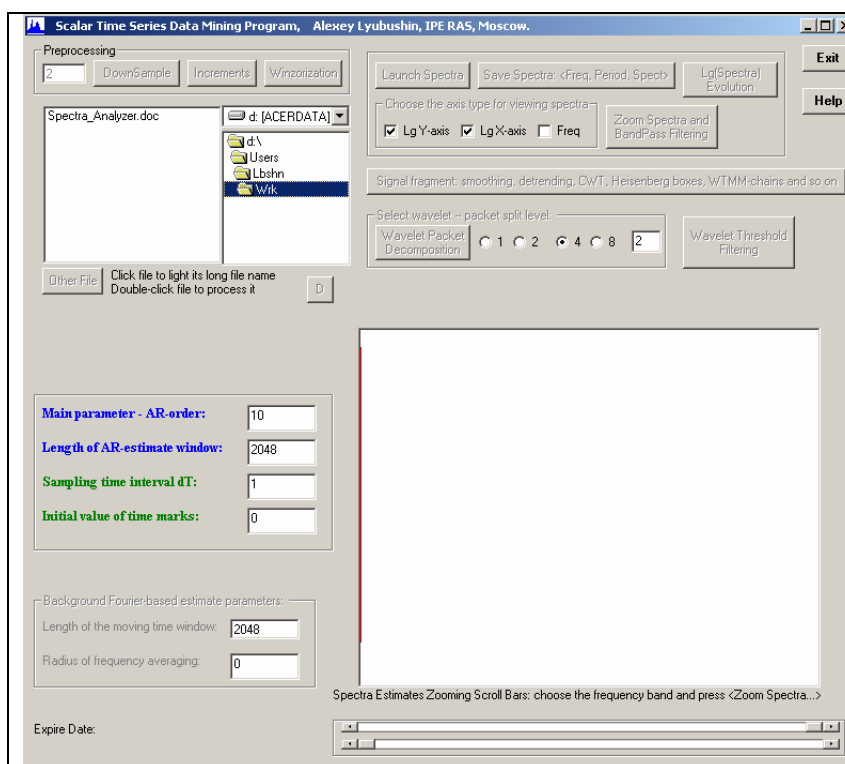 Scalar Time Series Data Mining Program, Alexey Lyubushin, IPE RAS, Moscow.
Preprocessing
2
DownSample
Increments
Winzorization
Launch Spectra
Save Spectra: <Freq, Period, Spect>
Lg(Spectra)
Evolution
Exit
Help
Choose the axis type for viewing spectra
Lg Y-axis
Lg X-axis
Freq
Zoom Spectra and
BandPass Filtering
Spectra_Analyzer.doc
d: [ACERDATA]
d:\
Users
Lbshn
Wrk
Signal fragment: smoothing, detrending, CWT, Heisenberg boxes, WTMM-chains and so on
Select wavelet -- packet split level:
Wavelet Packet
Decomposition
1
2
4
8
2
Wavelet Threshold
Filtering
Other File
Click file to light its long file name
Double-click file to process it
D
Main parameter - AR-order:
10
Length of AR-estimate window:
2048
Sampling time interval dT:
1
Initial value of time marks:
0
Background Fourier-based estimate parameters:
Length of the moving time window:
2048
Radius of frequency averaging:
0
Spectra Estimates Zooming Scroll Bars: choose the frequency band and press <Zoom Spectra...>
Expire Date: